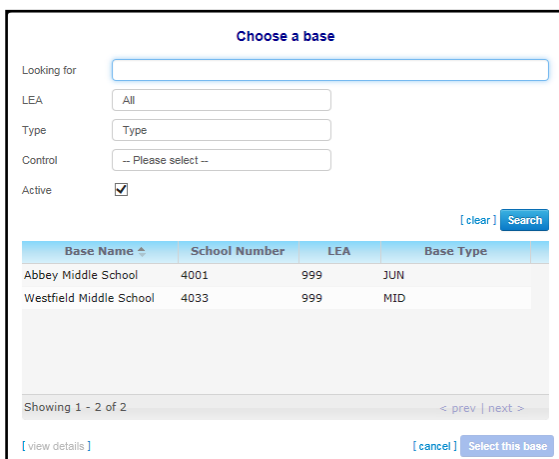 Choose a base
Looking for
LEA All
Type Type
Control -- Please select --
Active
[ clear ] Search
Base Name School Number LEA Base Type
Abbey Middle School 4001 999 JUN
Westfield Middle School 4033 999 MID
Showing 1 - 2 of 2 < prev | next >
[ view details ] [ cancel ] Select this base